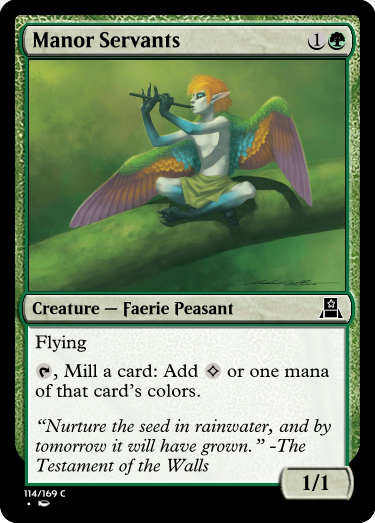 Manor Servants 1
Creature — Faerie Peasant
Flying
, Mill a card: Add or one mana
of that card's colors.
"Nurture the seed in rainwater, and by
tomorrow it will have grown." -The
Testament of the Walls
1/1
114/169 C